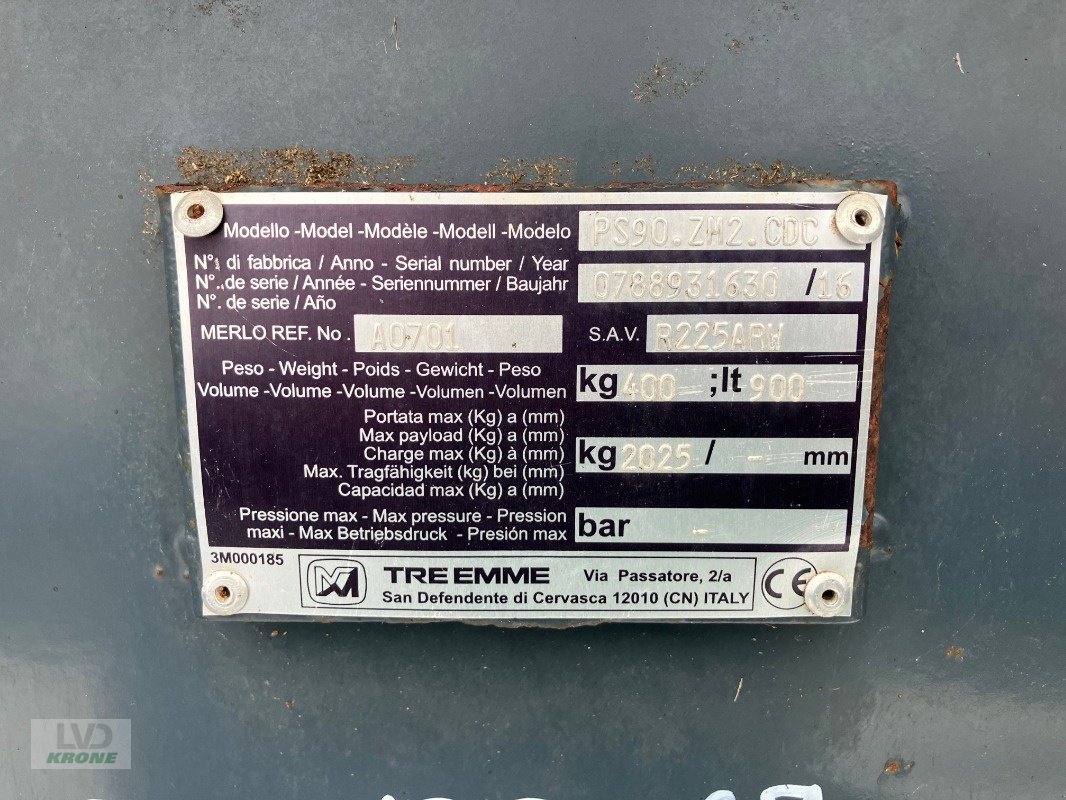 Modello -Model -Modèle -Modell -Modelo PS90.ZM2.CDC
N°. di fabbrica / Anno - Serial number / Year
N°..de serie / Année - Seriennummer / Baujahr 0788931630 /16
N°. de serie / Año
MERLO REF. No. A0701 S.A.V. R225ARW
Peso - Weight - Poids - Gewicht - Peso
Volume -Volume -Volume -Volumen -Volumen kg 400 ;lt 900
Portata max (Kg) a (mm)
Max payload (Kg) a (mm)
Charge max (Kg) à (mm) kg 2025 / - mm
Max. Tragfähigkeit (kg) bei (mm)
Capacidad max (Kg) a (mm)
Pressione max - Max pressure - Pression
maxi - Max Betriebsdruck - Presión max bar -
3M000185
TRE EMME Via Passatore, 2/a
San Defendente di Cervasca 12010 (CN) ITALY
CE
LVD
KRONE